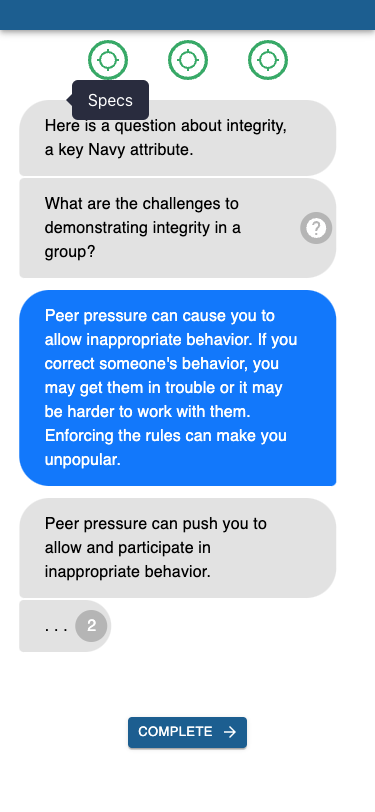 Specs
Here is a question about integrity,
a key Navy attribute.
What are the challenges to
demonstrating integrity in a
group?
?
Peer pressure can cause you to
allow inappropriate behavior. If you
correct someone's behavior, you
may get them in trouble or it may
be harder to work with them.
Enforcing the rules can make you
unpopular.
Peer pressure can push you to
allow and participate in
inappropriate behavior.
... 2
COMPLETE →